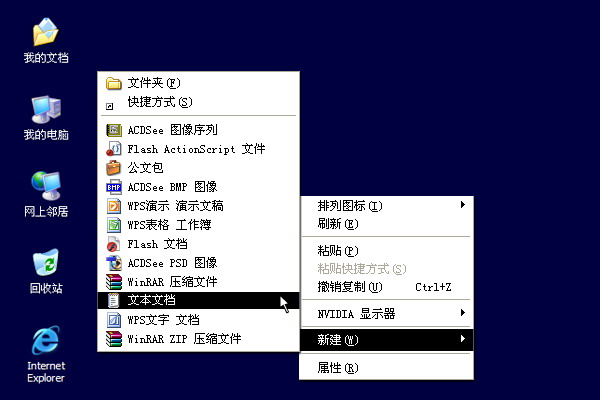 我的文档
我的电脑
网上邻居
回收站
Internet
Explorer
文件夹(F)
快捷方式(S)
ACDSee 图像序列
Flash ActionScript 文件
公文包
ACDSee BMP 图像
WPS演示 演示文稿
WPS表格 工作簿
Flash 文档
ACDSee PSD 图像
WinRAR 压缩文件
文本文档
WPS文字 文档
WinRAR ZIP 压缩文件
排列图标(I)
刷新(E)
粘贴(P)
粘贴快捷方式(S)
撤销复制(U) Ctrl+Z
NVIDIA 显示器
新建(W)
属性(R)
BMP